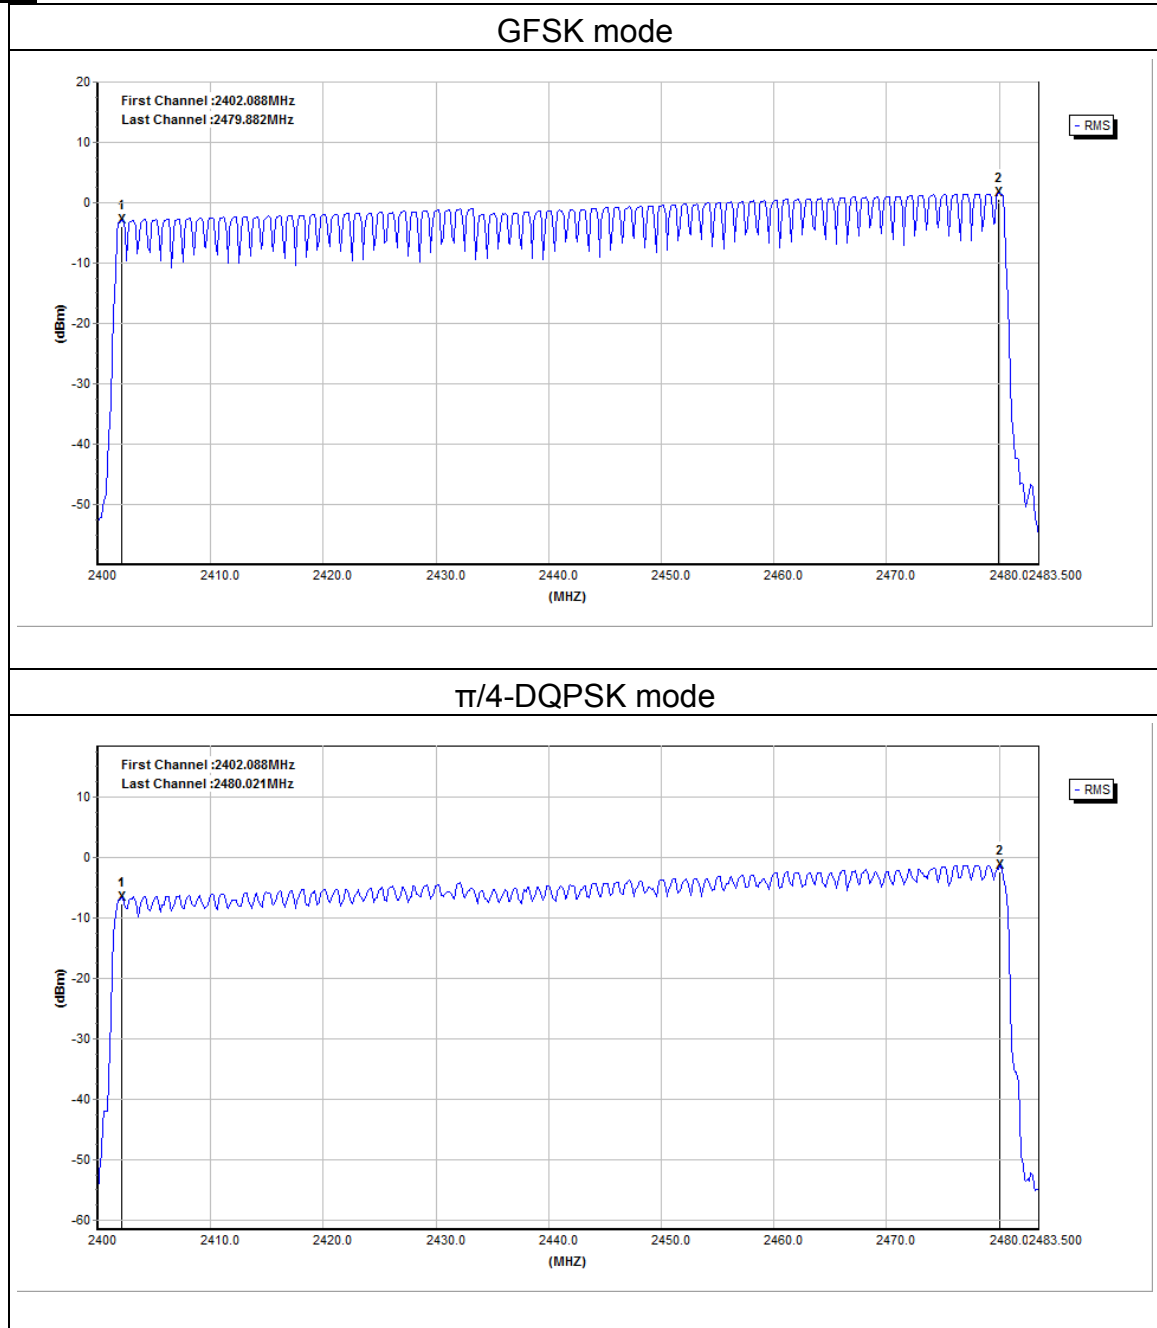 GFSK mode
First Channel :2402.088MHz
Last Channel :2479.882MHz
- RMS
20
10
0
-10
-20
-30
-40
-50
(dBm)
1
2
2400 2410.0 2420.0 2430.0 2440.0 2450.0 2460.0 2470.0 2480.02483.500
(MHZ)
π/4-DQPSK mode
First Channel :2402.088MHz
Last Channel :2480.021MHz
- RMS
10
0
-10
-20
-30
-40
-50
-60
(dBm)
1
2
2400 2410.0 2420.0 2430.0 2440.0 2450.0 2460.0 2470.0 2480.02483.500
(MHZ)